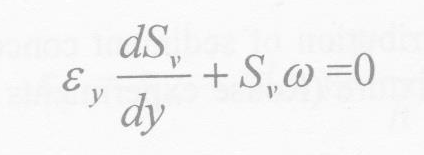 ε_y dS_v/dy + S_v ω = 0